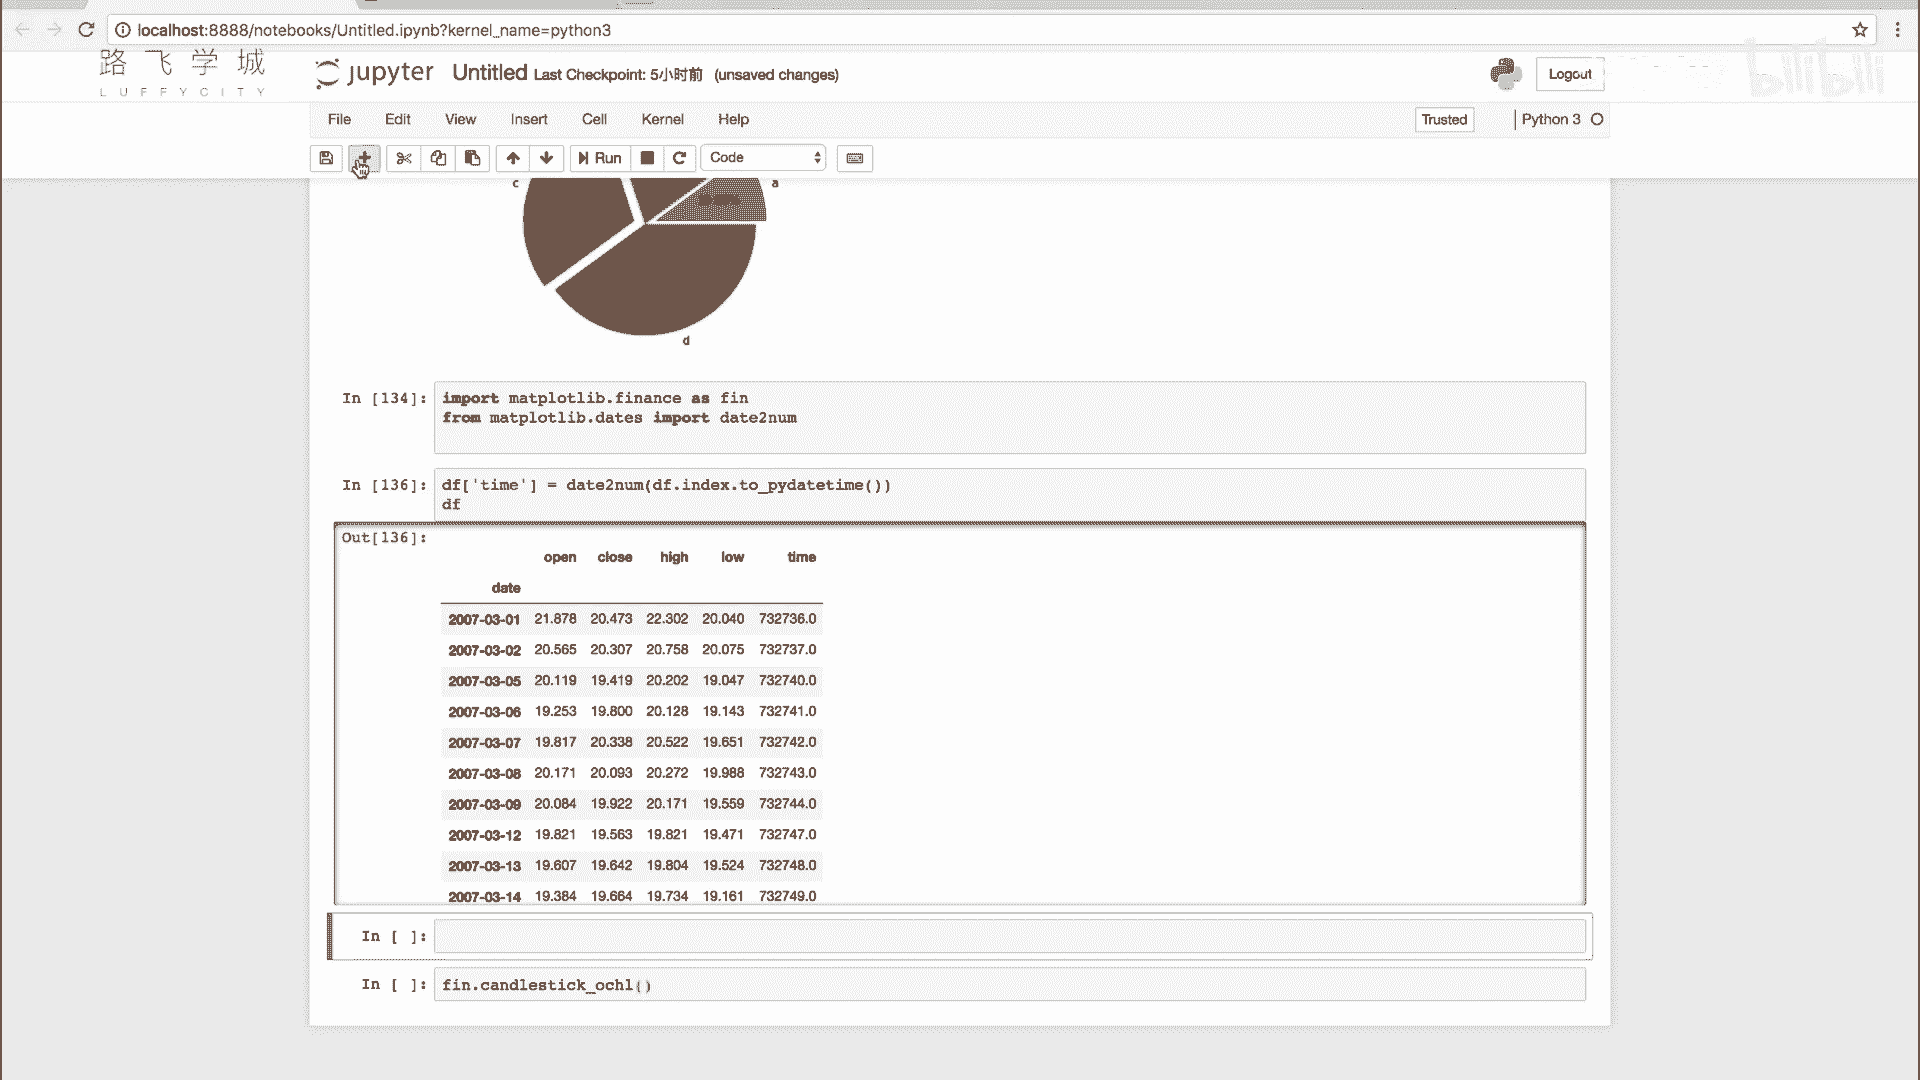 localhost:8888/notebooks/Untitled.ipynb?kernel_name=python3
路飞学城
LUFFYCITY
jupyter Untitled Last Checkpoint: 5小时前 (unsaved changes)
Logout
bilibili
File Edit View Insert Cell Kernel Help
Trusted
Python 3
Run
Code
c
a
d
In [134]: import matplotlib.finance as fin
from matplotlib.dates import date2num
In [136]: df['time'] = date2num(df.index.to_pydatetime())
df
Out[136]:
open close high low time
date
2007-03-01 21.878 20.473 22.302 20.040 732736.0
2007-03-02 20.565 20.307 20.758 20.075 732737.0
2007-03-05 20.119 19.419 20.202 19.047 732740.0
2007-03-06 19.253 19.800 20.128 19.143 732741.0
2007-03-07 19.817 20.338 20.522 19.651 732742.0
2007-03-08 20.171 20.093 20.272 19.988 732743.0
2007-03-09 20.084 19.922 20.171 19.559 732744.0
2007-03-12 19.821 19.563 19.821 19.471 732747.0
2007-03-13 19.607 19.642 19.804 19.524 732748.0
2007-03-14 19.384 19.664 19.734 19.161 732749.0
In [ ]:
In [ ]: fin.candlestick_ochl()